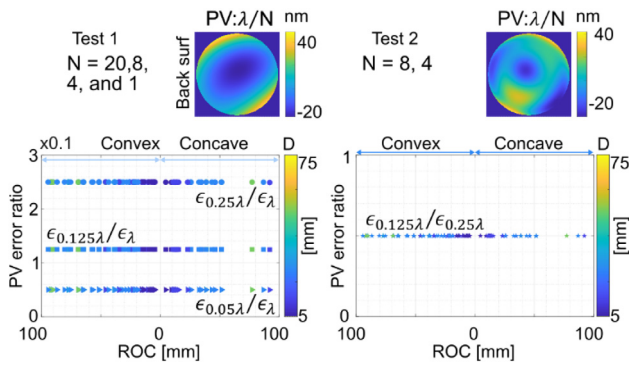 Test 1
N = 20,8,
4, and 1
Back surf
PV:λ/N
nm
40
-20
Test 2
N = 8, 4
PV:λ/N
nm
40
-20
x0.1
Convex
Concave
D
3
2
1
0
PV error ratio
ϵ0.25λ/ϵλ
ϵ0.125λ/ϵλ
ϵ0.05λ/ϵλ
100
0
100
ROC [mm]
75
[mm]
5
Convex
Concave
D
1
0
PV error ratio
ϵ0.125λ/ϵ0.25λ
100
0
100
ROC [mm]
75
[mm]
5